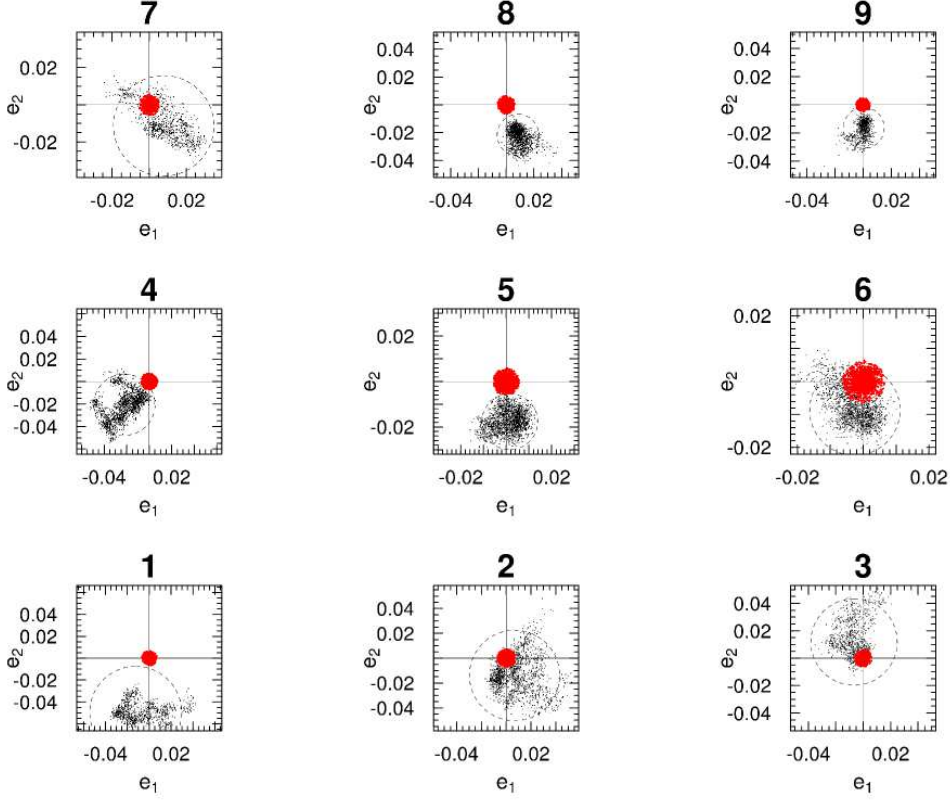 7 8 9
0.02 0.04 0.04
0.02 0.02
e₂ e₂ e₂
-0.02 -0.02 -0.02
-0.04 -0.04
-0.02 0.02 -0.04 0.02 -0.04 0.02
e₁ e₁ e₁
4 5 6
0.04 0.02 0.02
0.02
e₂ e₂ e₂
-0.02
-0.04 -0.02 -0.02
-0.04 0.02 -0.02 0.02 -0.02 0.02
e₁ e₁ e₁
1 2 3
0.04 0.04 0.04
0.02 0.02 0.02
e₂ e₂ e₂
-0.02 -0.02 -0.02
-0.04 -0.04 -0.04
-0.04 0.02 -0.04 0.02 -0.04 0.02
e₁ e₁ e₁